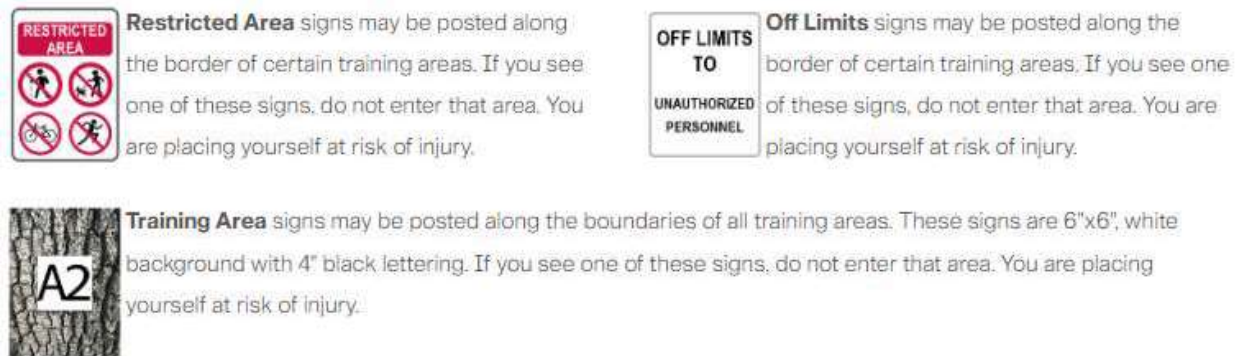 RESTRICTED
AREA
Restricted Area signs may be posted along
the border of certain training areas. If you see
one of these signs, do not enter that area. You
are placing yourself at risk of injury.
OFF LIMITS
TO
UNAUTHORIZED
PERSONNEL
Off Limits signs may be posted along the
border of certain training areas. If you see one
of these signs, do not enter that area. You are
placing yourself at risk of injury.
A2
Training Area signs may be posted along the boundaries of all training areas. These signs are 6"x6", white
background with 4" black lettering. If you see one of these signs, do not enter that area. You are placing
yourself at risk of injury.